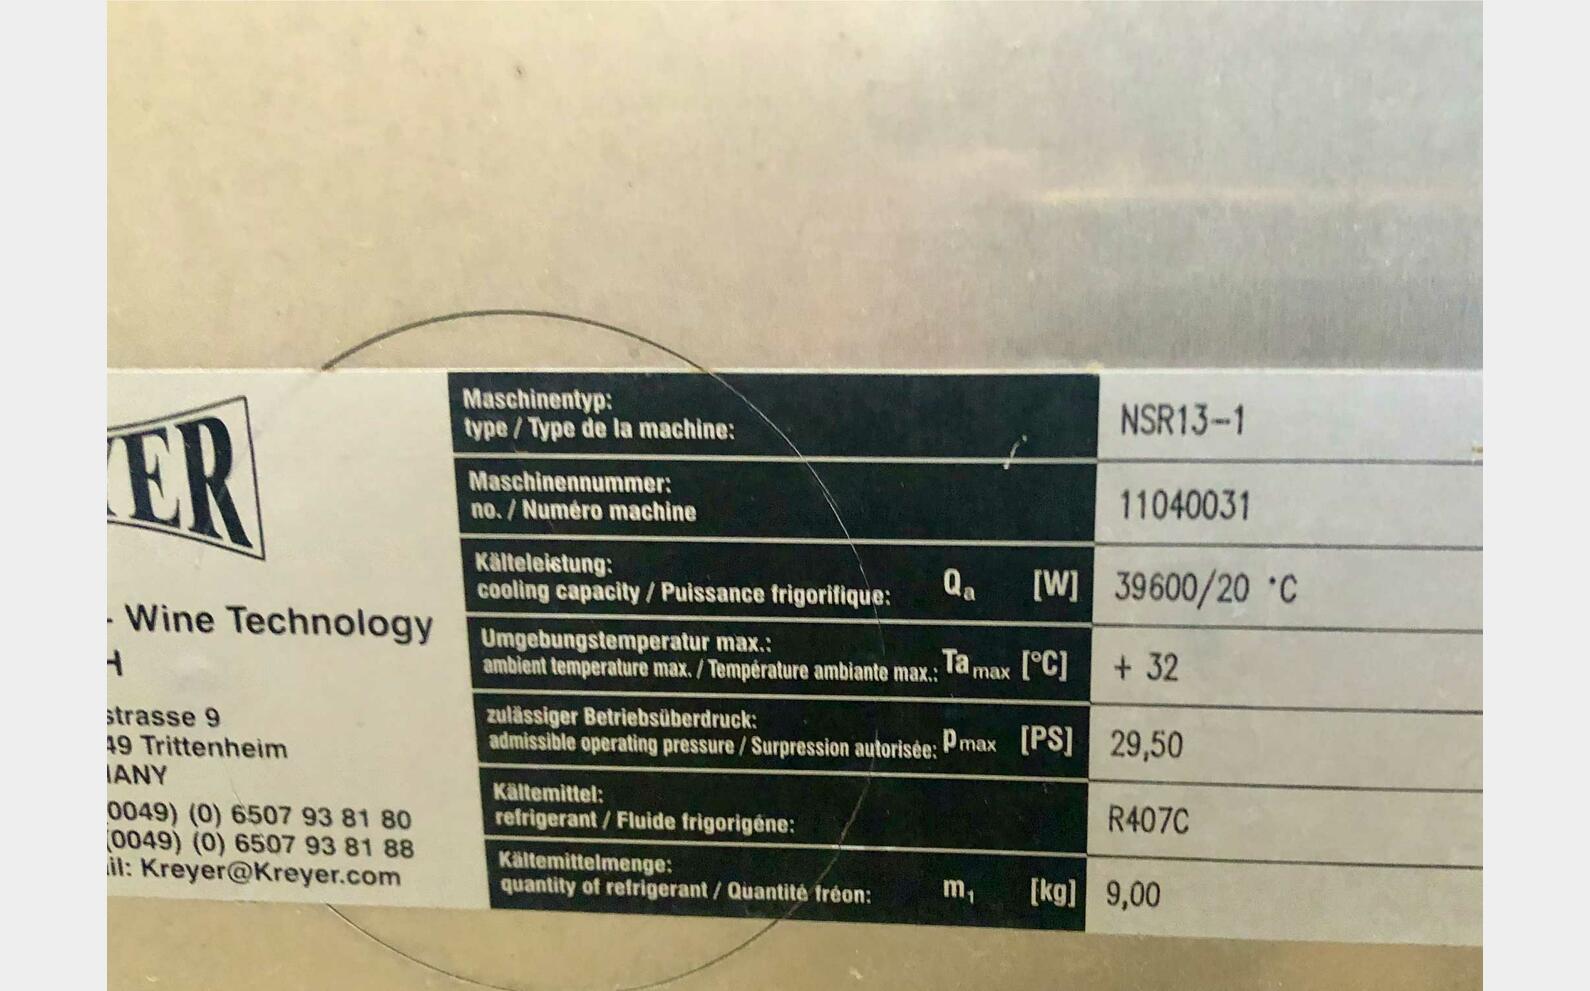 YER
- Wine Technology
H
strasse 9
49 Trittenheim
MANY
(0049) (0) 6507 93 81 80
(0049) (0) 6507 93 81 88
il: Kreyer@Kreyer.com
Maschinentyp:
type / Type de la machine: NSR13-1
Maschinennummer:
no. / Numéro machine 11040031
Kälteleistung:
cooling capacity / Puissance frigorifique: Qa [W] 39600/20 °C
Umgebungstemperatur max.:
ambient temperature max. / Température ambiante max.: Ta max [°C] + 32
zulässiger Betriebsüberdruck:
admissible operating pressure / Surpression autorisée: Pmax [PS] 29,50
Kältemittel:
refrigerant / Fluide frigorigéne: R407C
Kältemittelmenge:
quantity of refrigerant / Quantité fréon: m1 [kg] 9,00